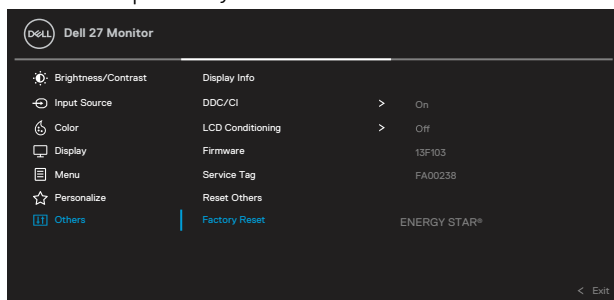 DELL Dell 27 Monitor
Brightness/Contrast Display Info
Input Source DDC/CI > On
Color LCD Conditioning > Off
Display Firmware 13F103
Menu Service Tag FA00238
Personalize Reset Others
Others Factory Reset ENERGY STAR®
< Exit